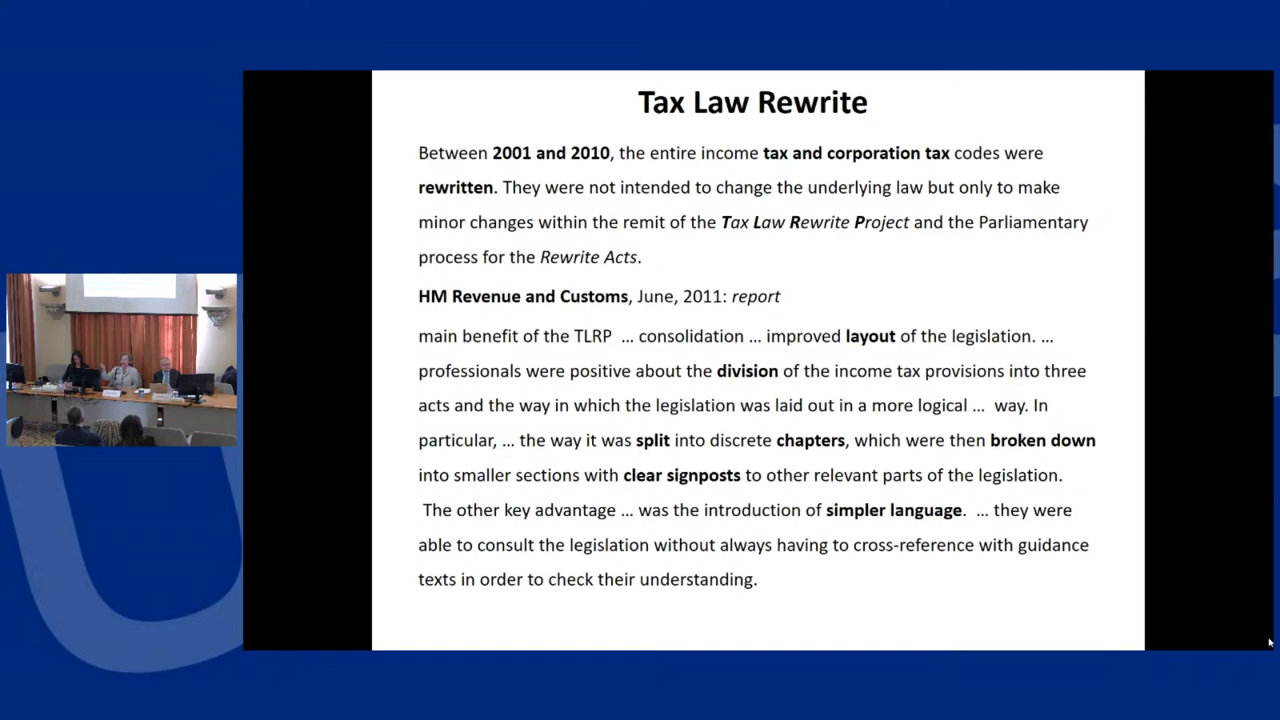 Tax Law Rewrite
Between 2001 and 2010, the entire income tax and corporation tax codes were
rewritten. They were not intended to change the underlying law but only to make
minor changes within the remit of the Tax Law Rewrite Project and the Parliamentary
process for the Rewrite Acts.
HM Revenue and Customs, June, 2011: report
main benefit of the TLRP … consolidation … improved layout of the legislation. …
professionals were positive about the division of the income tax provisions into three
acts and the way in which the legislation was laid out in a more logical … way. In
particular, … the way it was split into discrete chapters, which were then broken down
into smaller sections with clear signposts to other relevant parts of the legislation.
The other key advantage … was the introduction of simpler language. … they were
able to consult the legislation without always having to cross-reference with guidance
texts in order to check their understanding.